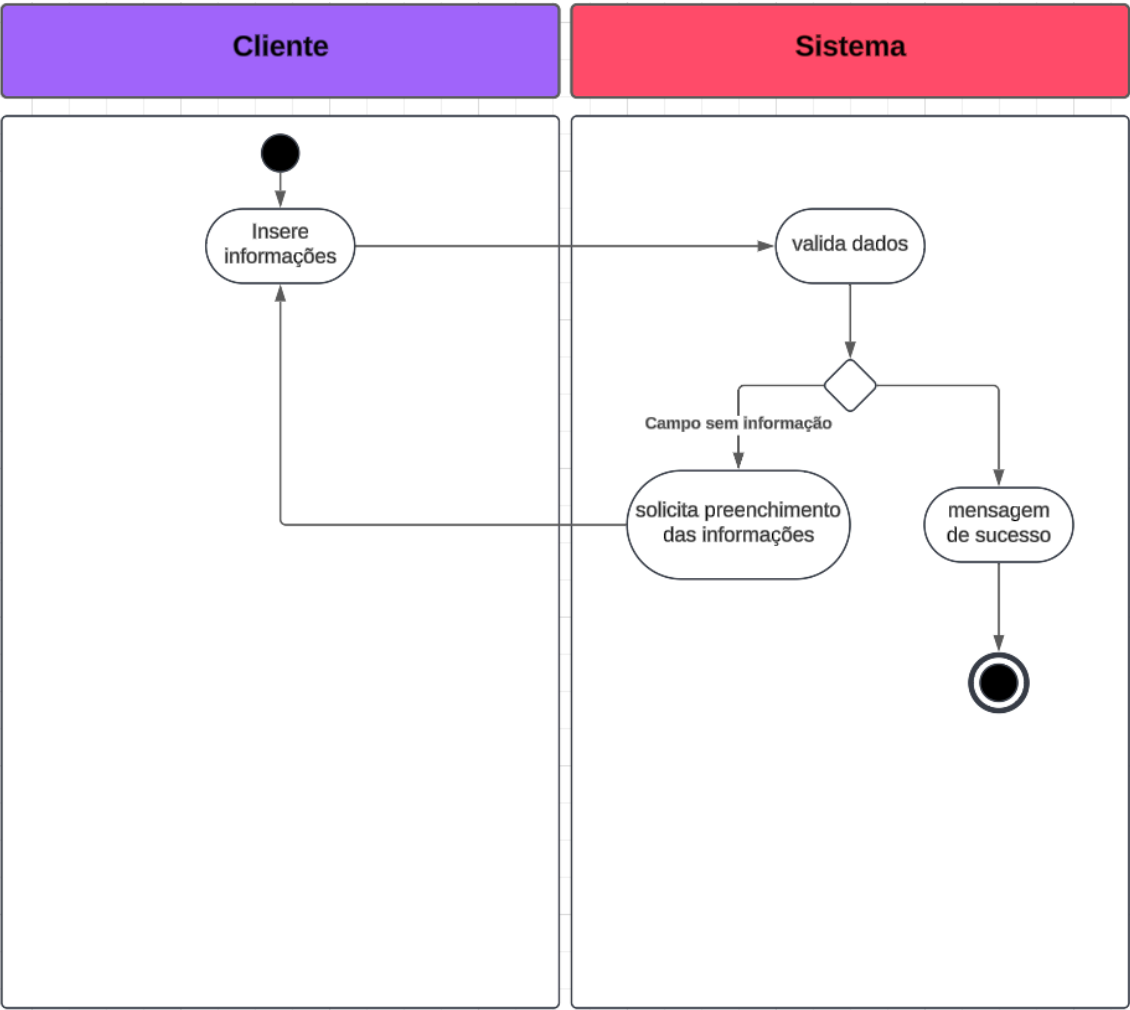 Cliente
Sistema
Insere
informações
valida dados
Campo sem informação
solicita preenchimento
das informações
mensagem
de sucesso